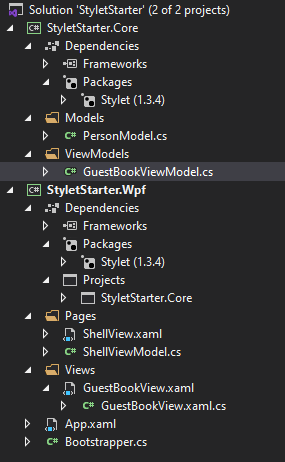 Solution 'StyletStarter' (2 of 2 projects)
C# StyletStarter.Core
Dependencies
Frameworks
Packages
Stylet (1.3.4)
Models
C# PersonModel.cs
ViewModels
C# GuestBookViewModel.cs
C# StyletStarter.Wpf
Dependencies
Frameworks
Packages
Stylet (1.3.4)
Projects
StyletStarter.Core
Pages
ShellView.xaml
C# ShellViewModel.cs
Views
GuestBookView.xaml
C# GuestBookView.xaml.cs
App.xaml
C# Bootstrapper.cs